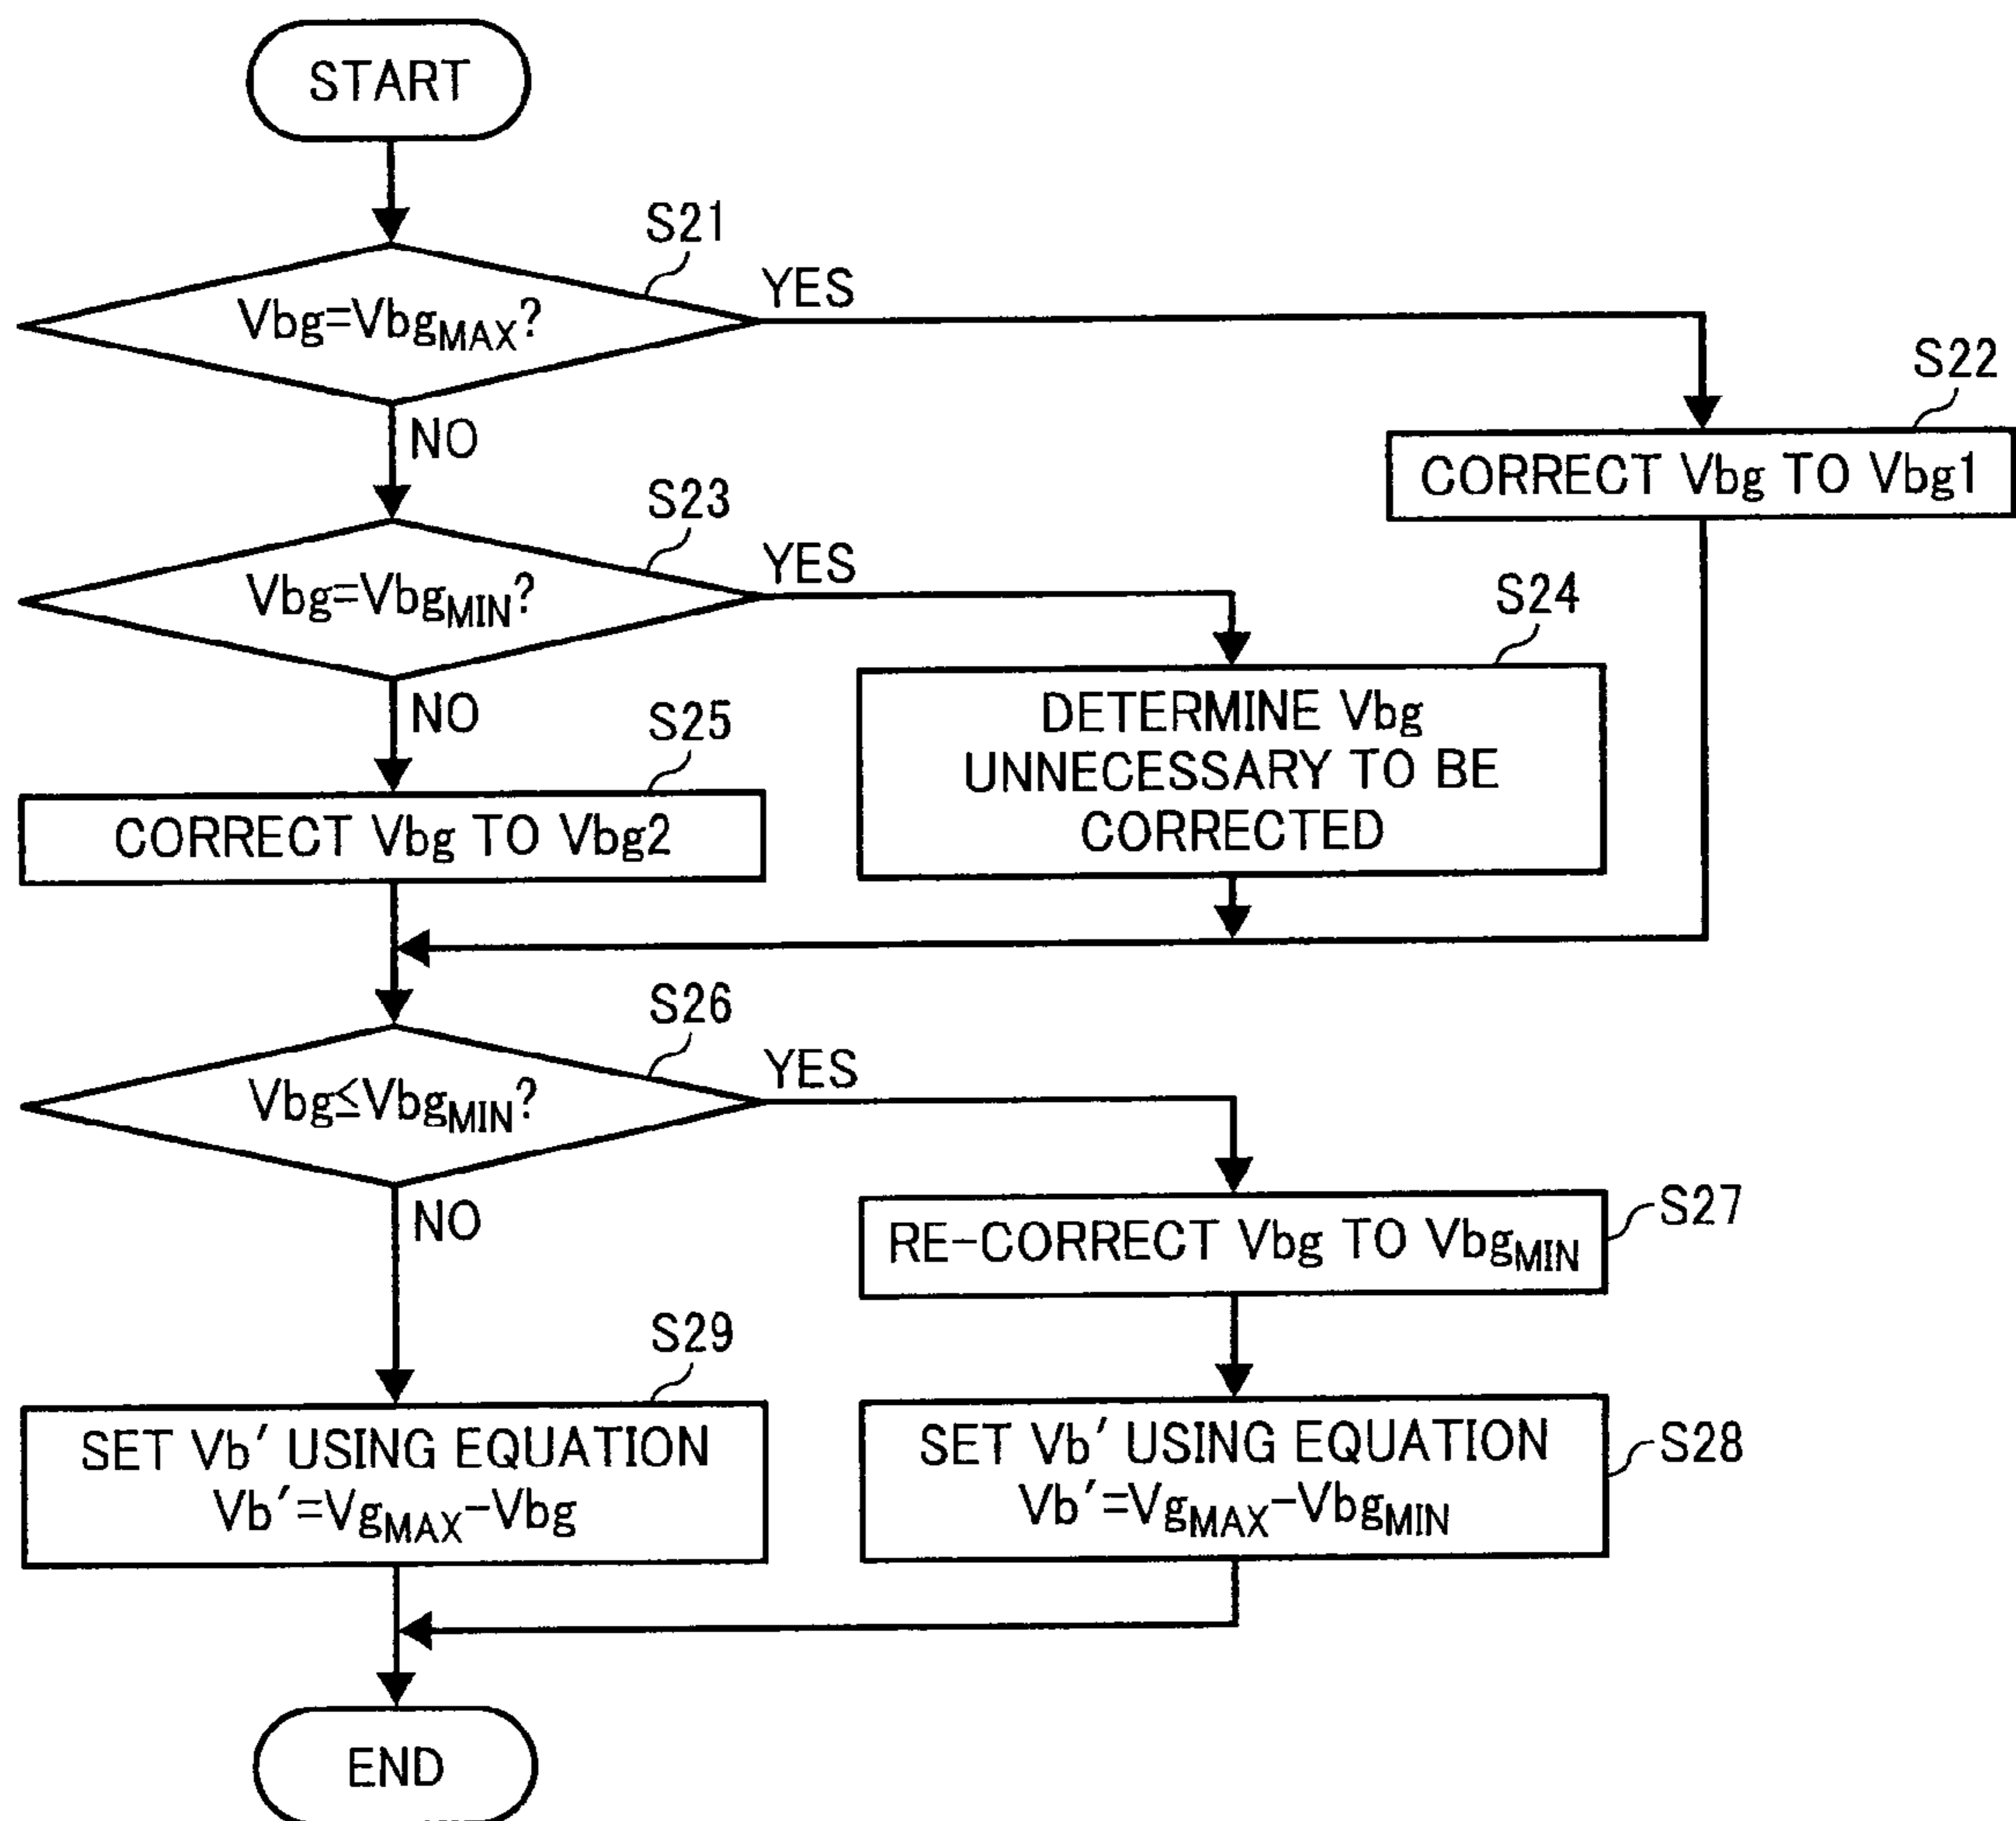 START
S21
Vbg=VbgMAX?
YES
NO
S22
CORRECT Vbg TO Vbg1
S23
Vbg=VbgMIN?
YES
NO
S24
DETERMINE Vbg
UNNECESSARY TO BE
CORRECTED
S25
CORRECT Vbg TO Vbg2
S26
Vbg≦VbgMIN?
YES
NO
S27
RE-CORRECT Vbg TO VbgMIN
S29
SET Vb′ USING EQUATION
Vb′=VgMAX-Vbg
S28
SET Vb′ USING EQUATION
Vb′=VgMAX-VbgMIN
END